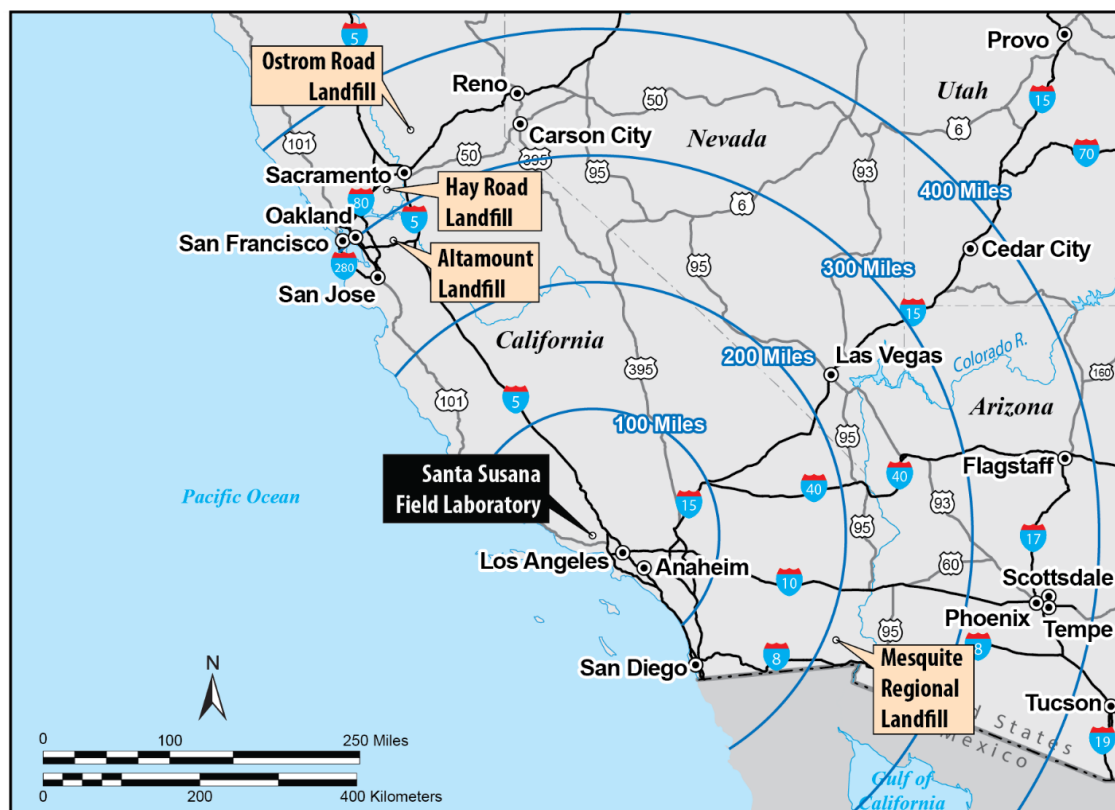 5
Provo
Ostrom Road
Landfill
Reno
Utah
50
15
Carson City
Nevada
6
101
50
395
95
93
70
Sacramento
400 Miles
80
Hay Road
Landfill
6
Oakland
5
San Francisco
Altamount
Landfill
Cedar City
280
95
300 Miles
San Jose
15
California
200 Miles
Las Vegas
Colorado R.
160
395
101
5
Arizona
100 Miles
95
Santa Susana
Field Laboratory
Flagstaff
Pacific Ocean
40
40
15
93
95
17
Los Angeles
Anaheim
60
10
Scottsdale
Phoenix
Tempe
95
8
8
San Diego
Mesquite
Regional
Landfill
N
Tucson
United States
Mexico
19
0 100 250 Miles
0 200 400 Kilometers
Gulf of
California